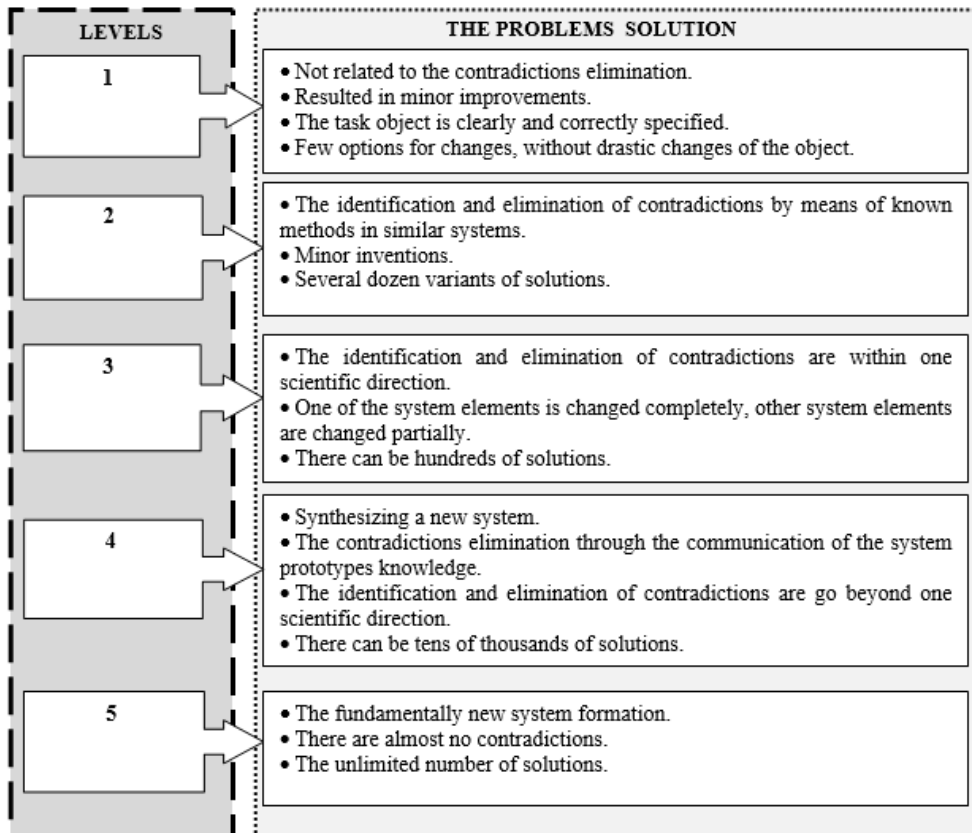 LEVELS
THE PROBLEMS SOLUTION
1
• Not related to the contradictions elimination.
• Resulted in minor improvements.
• The task object is clearly and correctly specified.
• Few options for changes, without drastic changes of the object.
2
• The identification and elimination of contradictions by means of known
methods in similar systems.
• Minor inventions.
• Several dozen variants of solutions.
3
• The identification and elimination of contradictions are within one
scientific direction.
• One of the system elements is changed completely, other system elements
are changed partially.
• There can be hundreds of solutions.
4
• Synthesizing a new system.
• The contradictions elimination through the communication of the system
prototypes knowledge.
• The identification and elimination of contradictions are go beyond one
scientific direction.
• There can be tens of thousands of solutions.
5
• The fundamentally new system formation.
• There are almost no contradictions.
• The unlimited number of solutions.